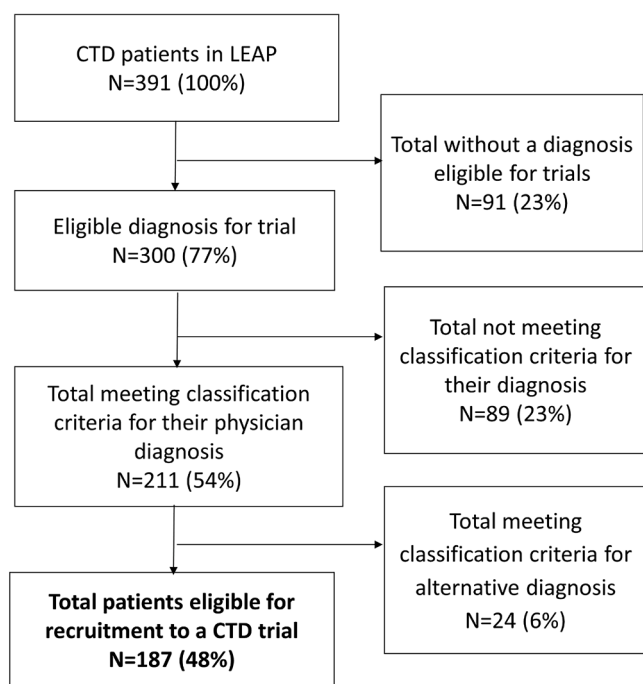 CTD patients in LEAP
N=391 (100%)
Total without a diagnosis
eligible for trials
N=91 (23%)
Eligible diagnosis for trial
N=300 (77%)
Total not meeting
classification criteria for
their diagnosis
N=89 (23%)
Total meeting classification
criteria for their physician
diagnosis
N=211 (54%)
Total meeting
classification criteria for
alternative diagnosis
N=24 (6%)
Total patients eligible for
recruitment to a CTD trial
N=187 (48%)